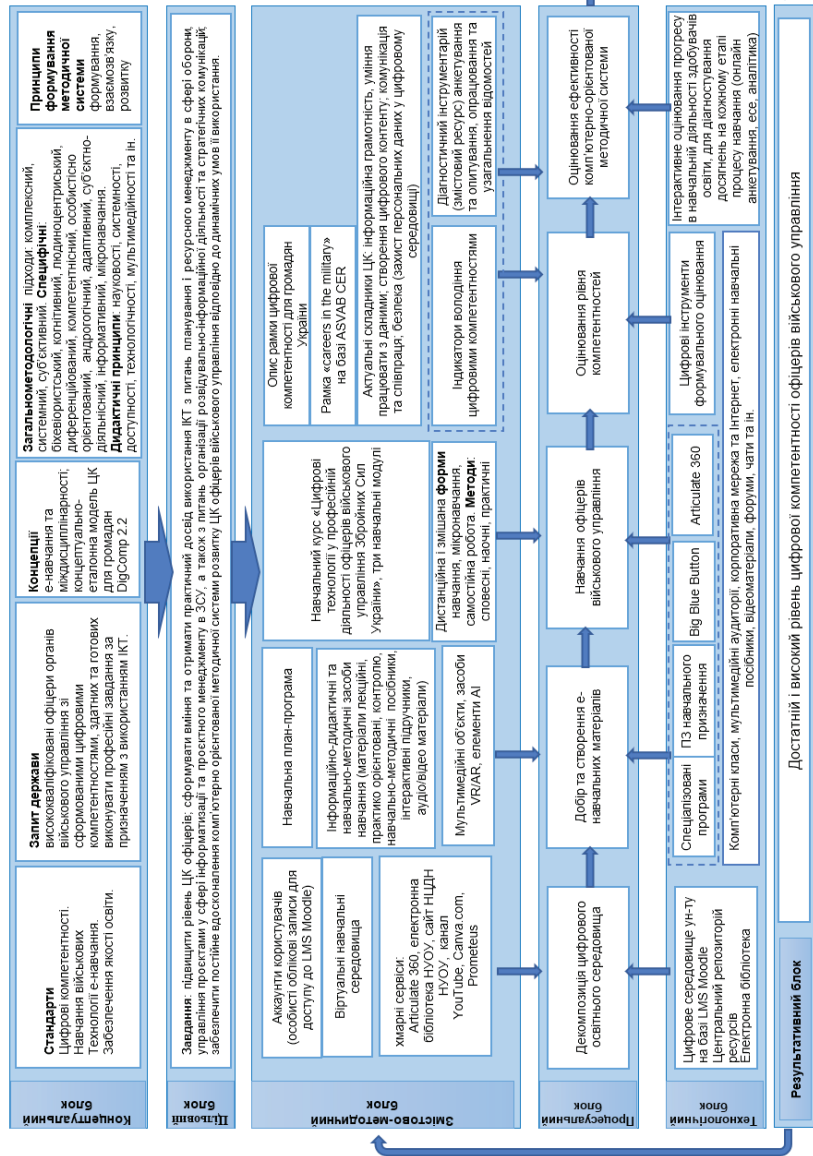 Концептуальний
блок
Стандарти
Цифрові компетентності.
Навчання військових
Технології е-навчання.
Забезпечення якості освіти.
Запит держави
висококваліфіковані офіцери органів
військового управління зі
сформованими цифровими
компетентностями, здатних та готових
виконувати професійні завдання за
призначенням з використанням ІКТ.
Концепції
е-навчання та
міждисциплінарності;
концептуально-
еталонна модель ЦК
для громадян
DigComp 2.2
Загальнометодологічні підходи: комплексний,
системний, суб’єктивний. Специфічні:
біхевіористський, когнітивний, людиноцентриський,
диференційований, компетентнісний, особистісно
орієнтований, андрогогічний, адаптивний, суб’єктно-
діяльнісний, інформативний, мікронавчання.
Дидактичні принципи: науковості, системності,
доступності, технологічності, мультимедійності та ін.
Принципи
формування
методичної
системи
формування,
взаємозв’язку,
розвитку
Цільовий
блок
Завдання: підвищити рівень ЦК офіцерів; сформувати вміння та отримати практичний досвід використання ІКТ з питань планування і ресурсного менеджменту в сфері оборони,
управління проєктами у сфері інформатизації та проєктного менеджменту в ЗСУ, а також з питань організації розвідувально-інформаційної діяльності та стратегічних комунікацій;
забезпечити постійне вдосконалення комп’ютерно орієнтованої методичної системи розвитку ЦК офіцерів військового управління відповідно до динамічних умов її використання.
Змістово-методичний
блок
Аккаунти користувачів
(особисті облікові записи для
доступу до LMS Moodle)
Віртуальні навчальні
середовища
хмарні сервіси:
Articulate 360, електронна
бібліотека НУОУ, сайт НЦДН
НУОУ, канал
YouTube, Canva.com,
Prometeus
Навчальна план-програма
Інформаційно-дидактичні та
навчально-методичні засоби
навчання (матеріали лекційні,
практико орієнтовані, контролю,
навчально-методичні посібники,
інтерактивні підручники,
аудіо/відео матеріали)
Мультимедійні об’єкти, засоби
VR/AR, елементи АІ
Навчальний курс «Цифрові
технології у професійній
діяльності офіцерів військового
управління Збройних Сил
України», три навчальні модулі
Дистанційна і змішана форми
навчання, мікронавчання,
самостійна робота. Методи:
словесні, наочні, практичні
Опис рамки цифрової
компетентності для громадян
України
Рамка «careers in the military»
на базі ASVAB CER
Актуальні складники ЦК: інформаційна грамотність, уміння
працювати з даними; створення цифрового контенту; комунікація
та співпраця; безпека (захист персональних даних у цифровому
середовищі)
Індикатори володіння
цифровими компетентностями
Діагностичний інструментарій
(змістовий ресурс) анкетування
та опитування, опрацювання та
узагальнення відомостей
Процесуальний
блок
Декомпозиція цифрового
освітнього середовища
Добір та створення е-
навчальних матеріалів
Навчання офіцерів
військового управління
Оцінювання рівня
компетентностей
Оцінювання ефективності
комп’ютерно-орієнтованої
методичної системи
Технологічний
блок
Цифрове середовище ун-ту
на базі LMS Moodle
Центральний репозиторій
ресурсів
Електронна бібліотека
Спеціалізовані
програми
ПЗ навчального
призначення
Big Blue Button
Articulate 360
Цифрові інструменти
формувального оцінювання
Комп’ютерні класи, мультимедійні аудиторії, корпоративна мережа та Інтернет, електронні навчальні
посібники, відеоматеріали, форуми, чати та ін.
Інтерактивне оцінювання прогресу
в навчальній діяльності здобувачів
освіти, для діагностування
досягнень на кожному етапі
процесу навчання (онлайн
анкетування, есе, аналітика)
Результативний блок
Достатній і високий рівень цифрової компетентності офіцерів військового управління